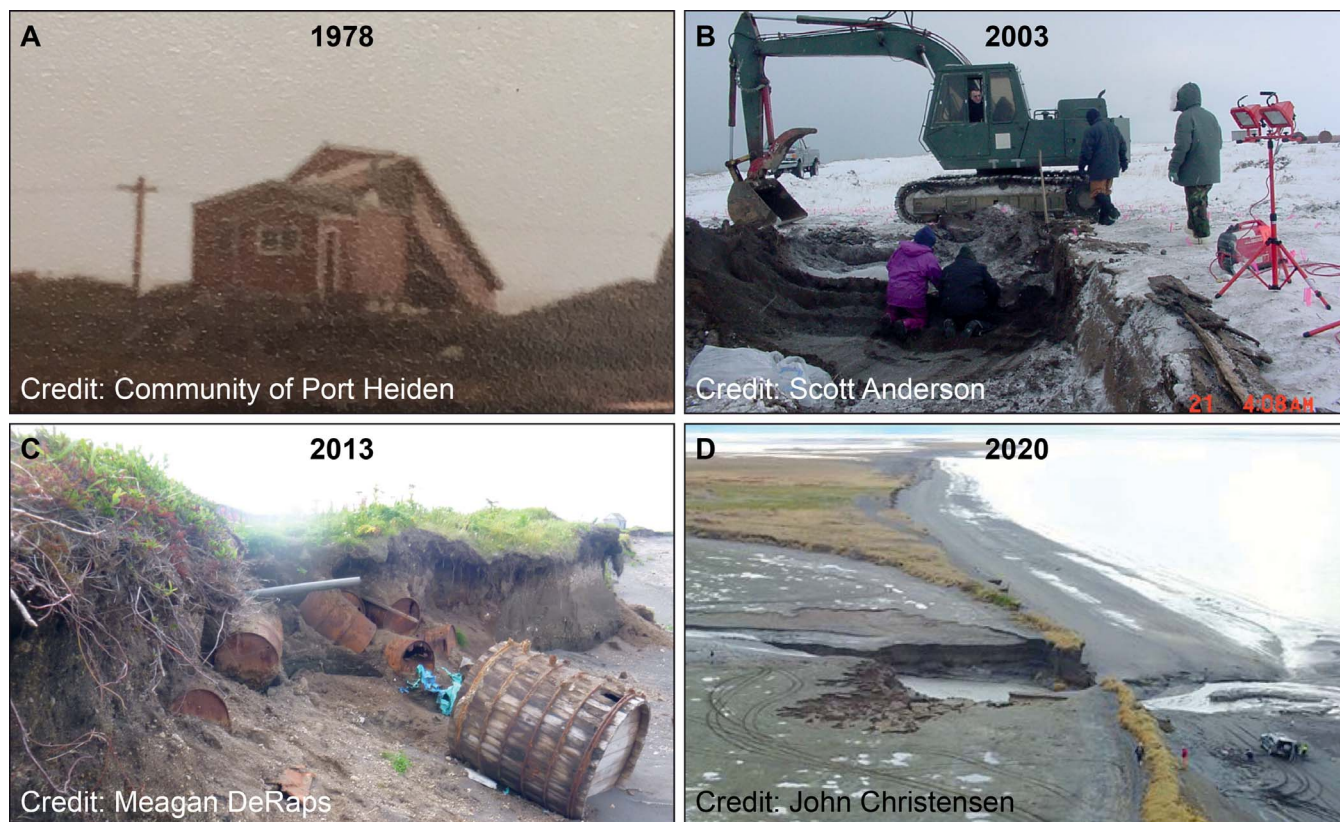 A
1978
Credit: Community of Port Heiden
B
2003
Credit: Scott Anderson
21 4:08AM
C
2013
Credit: Meagan DeRaps
D
2020
Credit: John Christensen